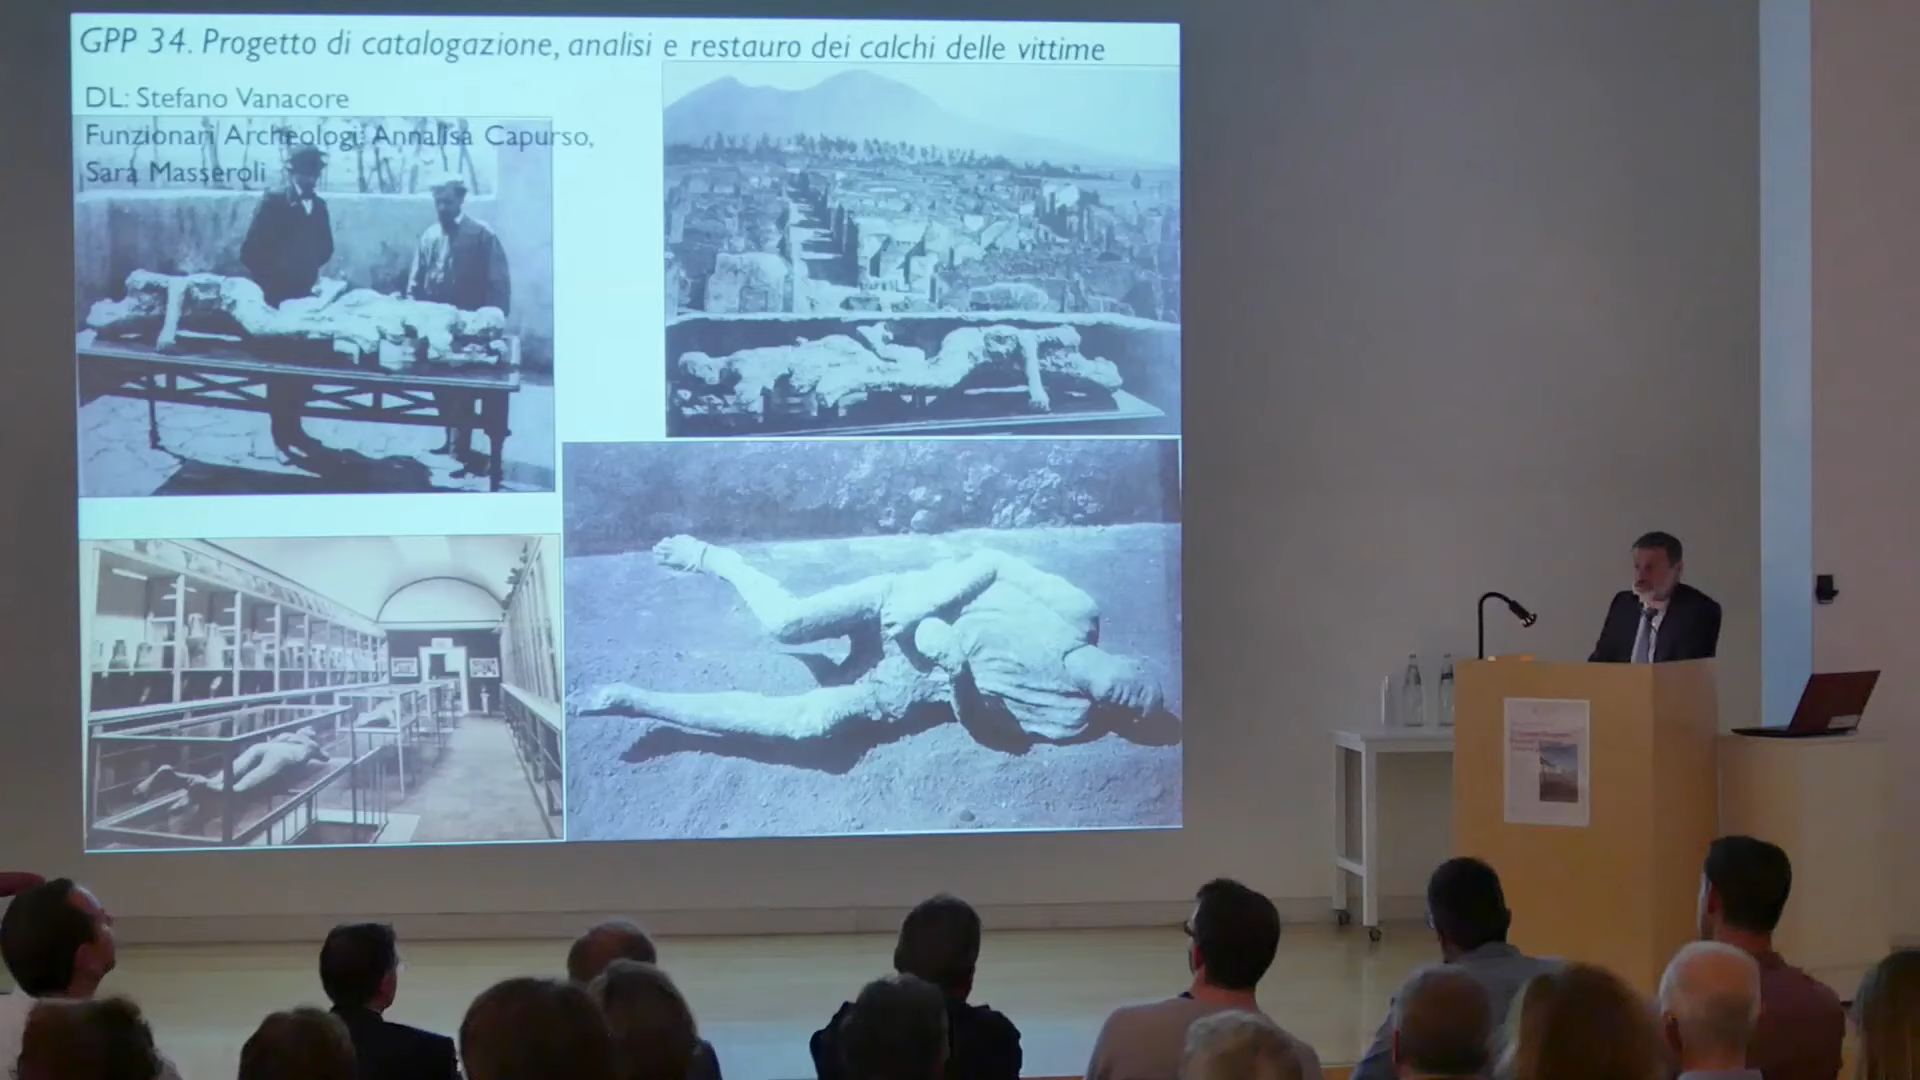 GPP 34. Progetto di catalogazione, analisi e restauro dei calchi delle vittime
DL: Stefano Vanacore
Funzionari Archeologi: Annalisa Capurso,
Sara Masseroli